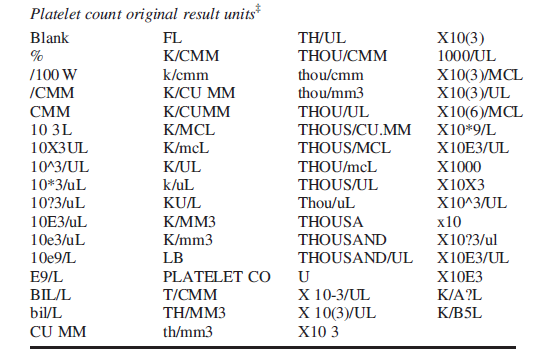 Platelet count original result units‡
Blank FL TH/UL X10(3)
% K/CMM THOU/CMM 1000/UL
/100 W k/cmm thou/cmm X10(3)/MCL
/CMM K/CU MM thou/mm3 X10(3)/UL
CMM K/CUMM THOU/UL X10(6)/MCL
10 3 L K/MCL THOUS/CU.MM X10*9/L
10X3UL K/mcL THOUS/MCL X10E3/UL
10^3/UL K/UL THOU/mcL X1000
10*3/uL k/uL THOUS/UL X10X3
10?3/uL KU/L Thou/uL X10^3/UL
10E3/uL K/MM3 THOUSA x10
10e3/uL K/mm3 THOUSAND X10?3/ul
10e9/L LB THOUSAND/UL X10E3/UL
E9/L PLATELET CO U X10E3
BIL/L T/CMM X 10-3/UL K/A?L
bil/L TH/MM3 X 10(3)/UL K/B5L
CU MM th/mm3 X10 3